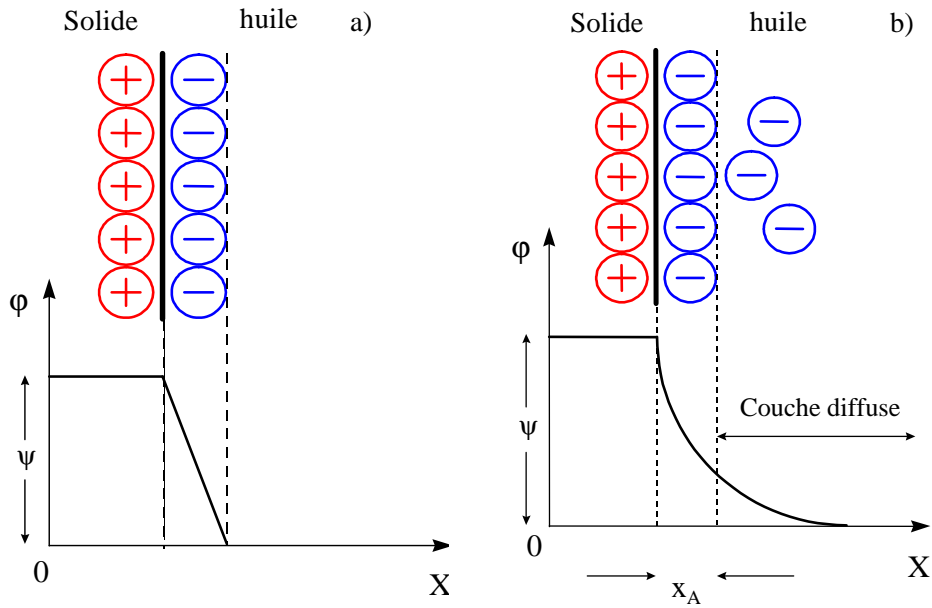 Solide huile a)
φ
ψ
0
X
Solide huile b)
φ
Couche diffuse
ψ
0
X
x_A